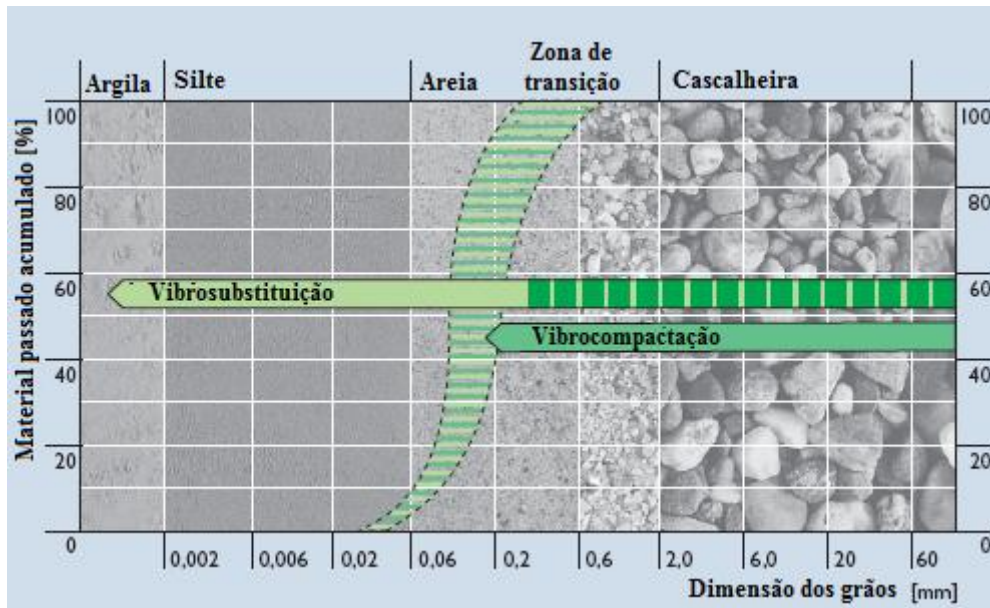 Argila
Silte
Areia
Zona de
transição
Cascalheira
Material passado acumulado [%]
100
80
60
40
20
0
100
80
60
40
20
0
Vibrosubstituição
Vibrocompactação
0,002
0,006
0,02
0,06
0,2
0,6
2,0
6,0
20
60
Dimensão dos grãos [mm]